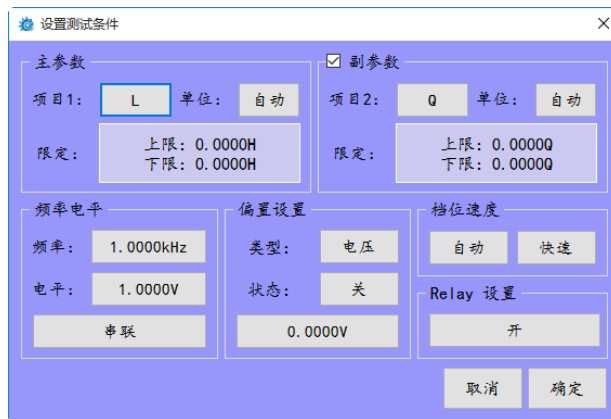 设置测试条件
主参数
项目1: L 单位: 自动
限定: 上限: 0.0000H
下限: 0.0000H
副参数
项目2: Q 单位: 自动
限定: 上限: 0.0000Q
下限: 0.0000Q
频率电平
频率: 1.0000kHz
电平: 1.0000V
串联
偏置设置
类型: 电压
状态: 关
0.0000V
档位速度
自动 快速
Relay 设置
开
取消 确定